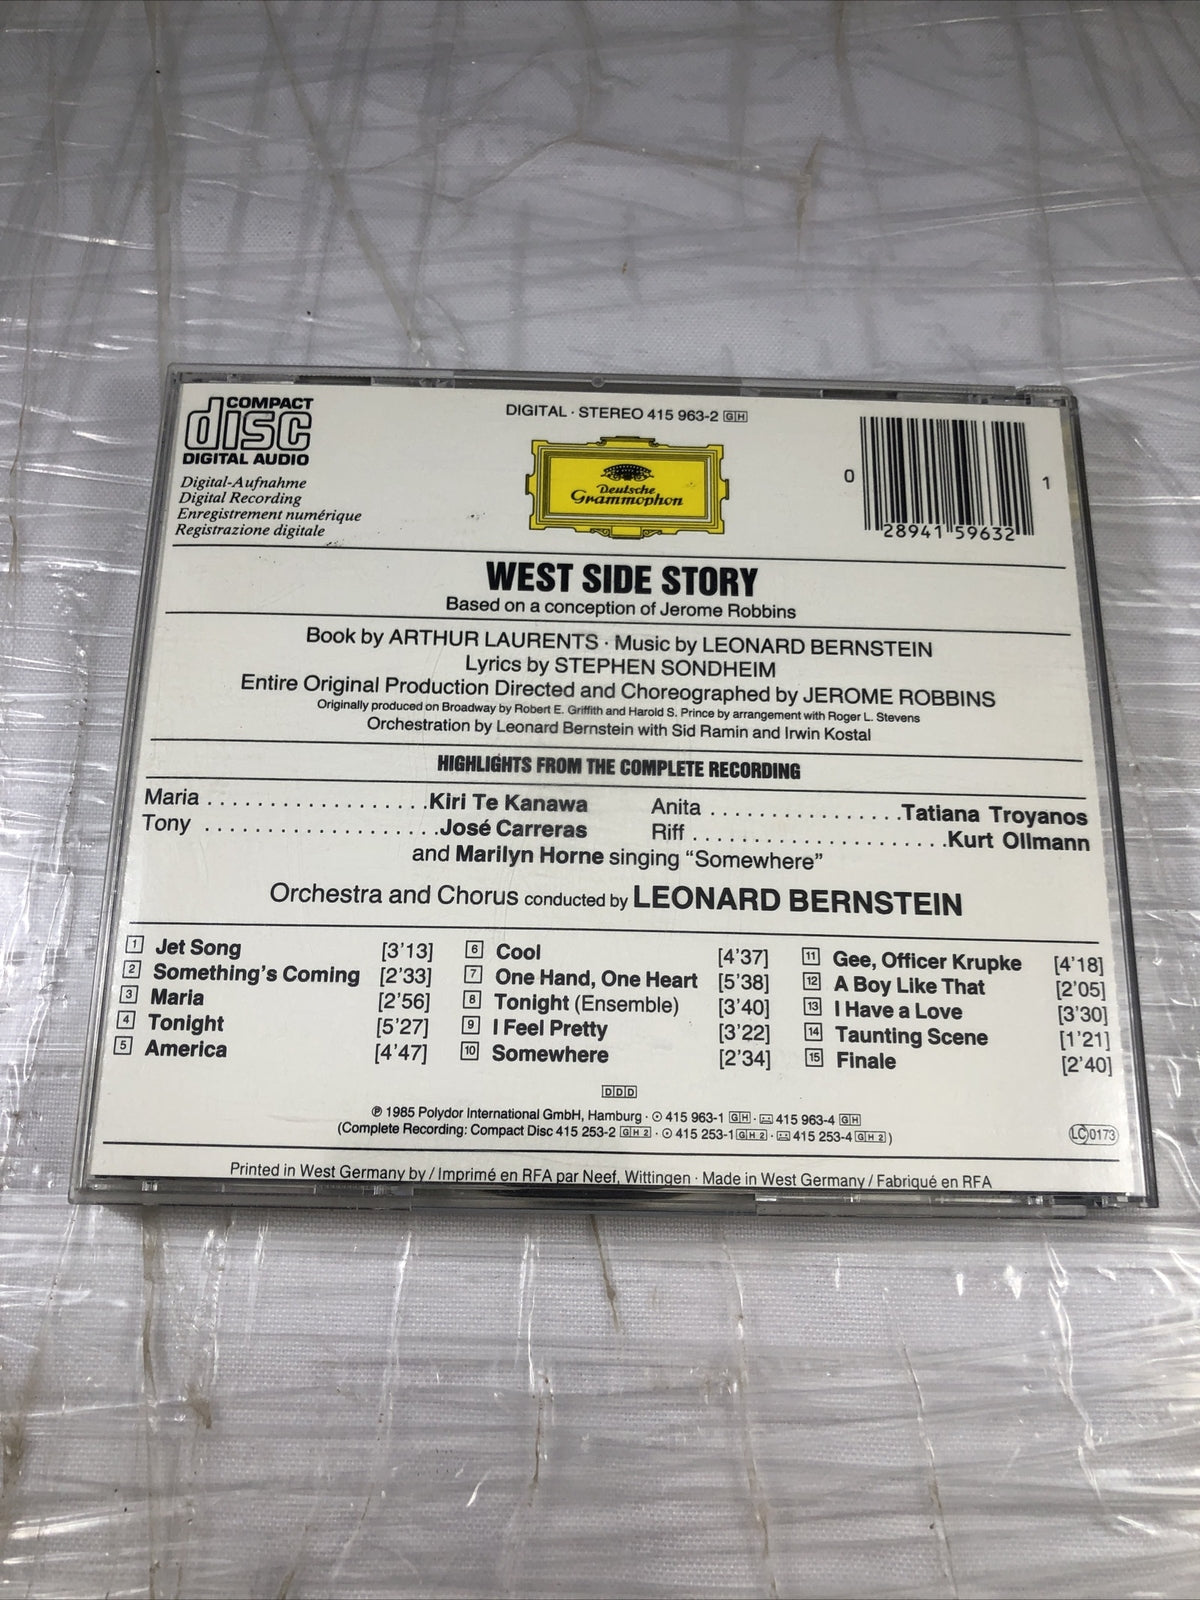 COMPACT
disc
DIGITAL AUDIO
Digital-Aufnahme
Digital Recording
Enregistrement numérique
Registrazione digitale
DIGITAL · STEREO 415 963-2 GH
Deutsche
Grammophon
0 28941 59632 1
WEST SIDE STORY
Based on a conception of Jerome Robbins
Book by ARTHUR LAURENTS · Music by LEONARD BERNSTEIN
Lyrics by STEPHEN SONDHEIM
Entire Original Production Directed and Choreographed by JEROME ROBBINS
Originally produced on Broadway by Robert E. Griffith and Harold S. Prince by arrangement with Roger L. Stevens
Orchestration by Leonard Bernstein with Sid Ramin and Irwin Kostal
HIGHLIGHTS FROM THE COMPLETE RECORDING
Maria . . . . . . . . . . . . . . . . . . .Kiri Te Kanawa
Tony . . . . . . . . . . . . . . . . . . . .José Carreras
Anita . . . . . . . . . . . . . . . .Tatiana Troyanos
Riff . . . . . . . . . . . . . . . . . . . . .Kurt Ollmann
and Marilyn Horne singing “Somewhere”
Orchestra and Chorus conducted by LEONARD BERNSTEIN
1 Jet Song [3'13]
2 Something's Coming [2'33]
3 Maria [2'56]
4 Tonight [5'27]
5 America [4'47]
6 Cool [4'37]
7 One Hand, One Heart [5'38]
8 Tonight (Ensemble) [3'40]
9 I Feel Pretty [3'22]
10 Somewhere [2'34]
11 Gee, Officer Krupke [4'18]
12 A Boy Like That [2'05]
13 I Have a Love [3'30]
14 Taunting Scene [1'21]
15 Finale [2'40]
DDD
℗ 1985 Polydor International GmbH, Hamburg · 415 963-1 GH · 415 963-4 GH
(Complete Recording: Compact Disc 415 253-2 GH 2 · 415 253-1 GH 2 · 415 253-4 GH 2)
LC 0173
Printed in West Germany by / Imprimé en RFA par Neef, Wittingen · Made in West Germany / Fabriqué en RFA